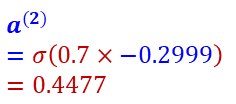 a⁽²⁾
= σ(0.7 × −0.2999)
= 0.4477